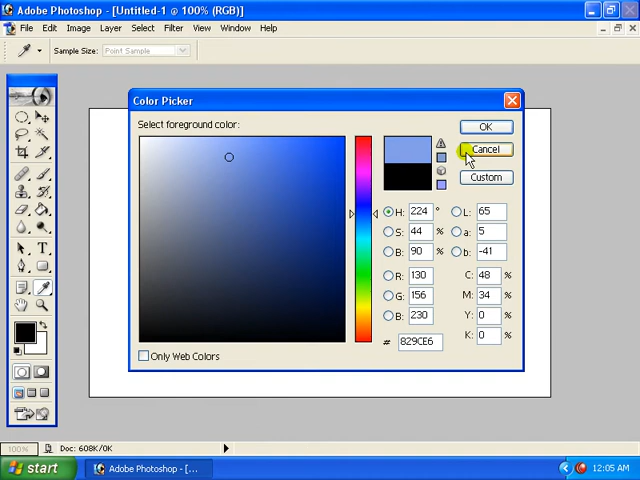 Adobe Photoshop - [Untitled-1 @ 100% (RGB)]
File Edit Image Layer Select Filter View Window Help
Sample Size: Point Sample
Color Picker
Select foreground color:
OK
Cancel
Custom
H: 224 °
S: 44 %
B: 90 %
R: 130
G: 156
B: 230
# 829CE6
L: 65
a: 5
b: -41
C: 48 %
M: 34 %
Y: 0 %
K: 0 %
Only Web Colors
100% Doc: 608K/0K
start
Adobe Photoshop - [...
12:05 AM